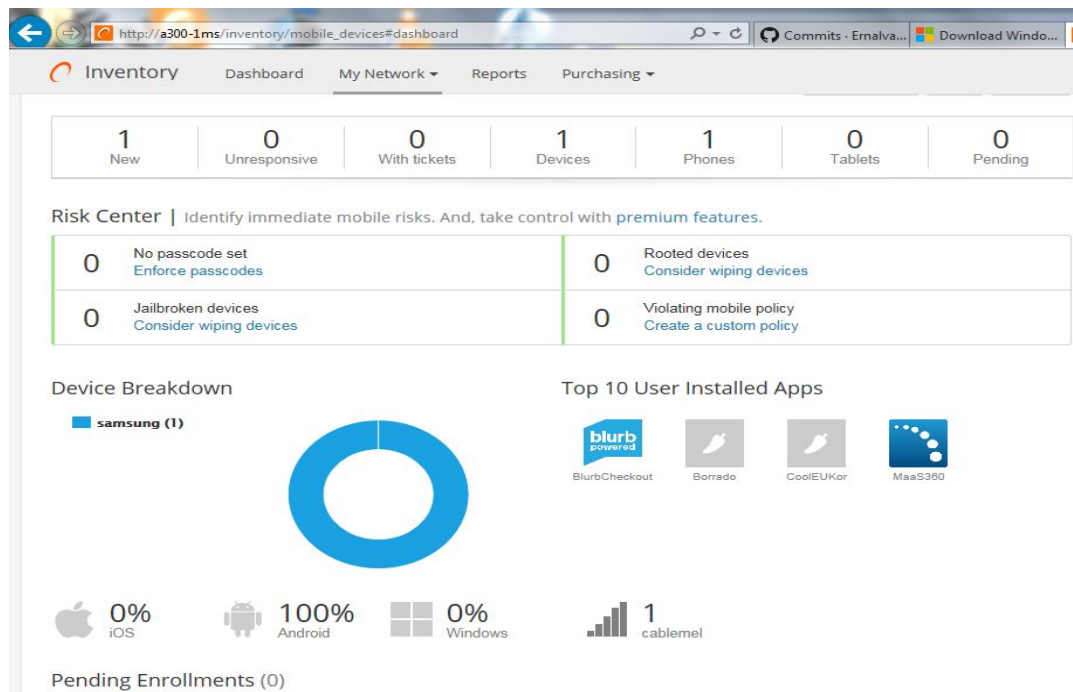 http://a300-1ms/inventory/mobile_devices#dashboard
Commits · Ernalva...
Download Windo...
Inventory
Dashboard
My Network
Reports
Purchasing
1
New
0
Unresponsive
0
With tickets
1
Devices
1
Phones
0
Tablets
0
Pending
Risk Center | Identify immediate mobile risks. And, take control with premium features.
0
No passcode set
Enforce passcodes
0
Rooted devices
Consider wiping devices
0
Jailbroken devices
Consider wiping devices
0
Violating mobile policy
Create a custom policy
Device Breakdown
samsung (1)
Top 10 User Installed Apps
blurb
powered
BlurbCheckout
Borrado
CoolEUKor
MaaS360
0%
iOS
100%
Android
0%
Windows
1
cablemel
Pending Enrollments (0)